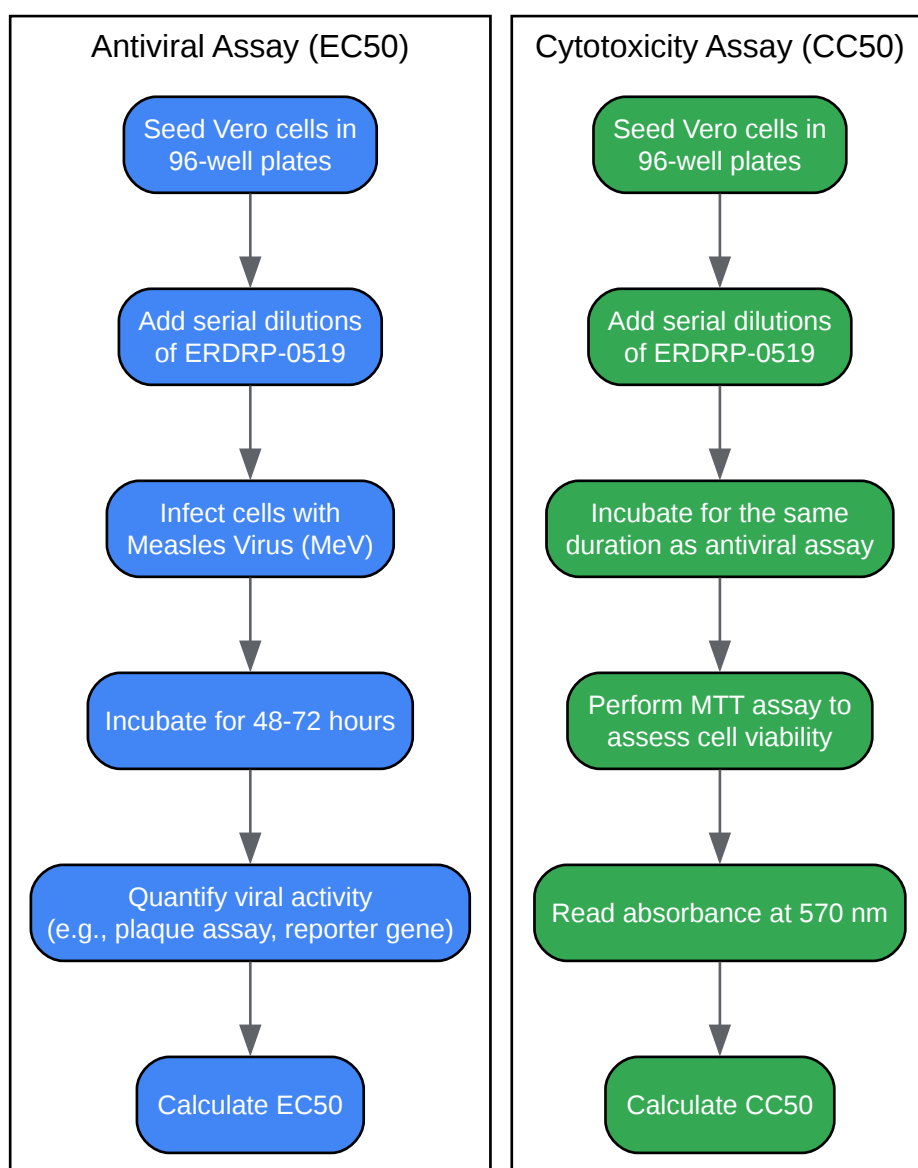 Antiviral Assay (EC50)
Seed Vero cells in
96-well plates
Add serial dilutions
of ERDRP-0519
Infect cells with
Measles Virus (MeV)
Incubate for 48-72 hours
Quantify viral activity
(e.g., plaque assay, reporter gene)
Calculate EC50
Cytotoxicity Assay (CC50)
Seed Vero cells in
96-well plates
Add serial dilutions
of ERDRP-0519
Incubate for the same
duration as antiviral assay
Perform MTT assay to
assess cell viability
Read absorbance at 570 nm
Calculate CC50